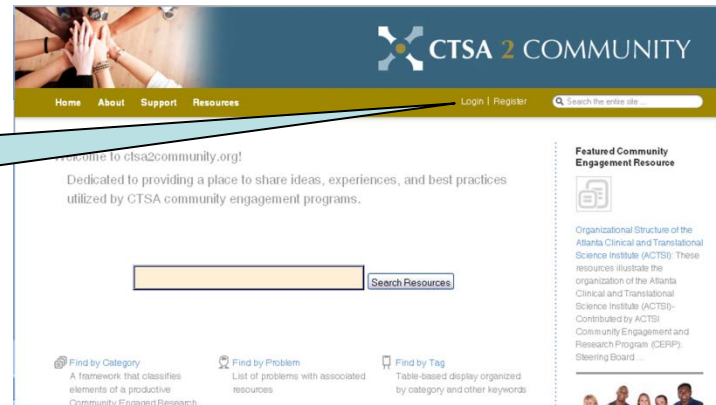 CTSA 2 COMMUNITY
Home About Support Resources Login | Register Search the entire site ...
Welcome to ctsa2community.org!
Dedicated to providing a place to share ideas, experiences, and best practices
utilized by CTSA community engagement programs.
Search Resources
Find by Category
A framework that classifies
elements of a productive
Community Engaged Research
Find by Problem
List of problems with associated
resources
Find by Tag
Table-based display organized
by category and other keywords
Featured Community
Engagement Resource
Organizational Structure of the
Atlanta Clinical and Translational
Science Institute (ACTSI): These
resources illustrate the
organization of the Atlanta
Clinical and Translational
Science Institute (ACTSI)-
Contributed by ACTSI
Community Engagement and
Research Program (CERP):
Steering Board ...